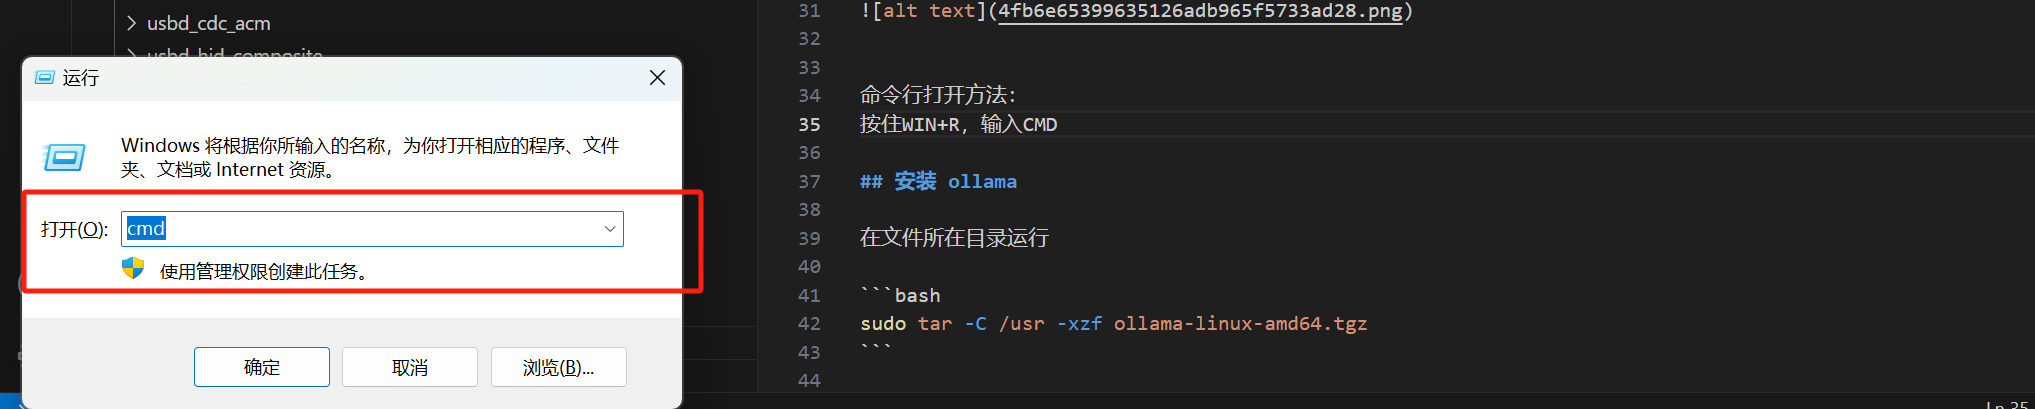 usbd_cdc_acm
usbd_hid_composite
运行
Windows 将根据你所输入的名称，为你打开相应的程序、文件
夹、文档或 Internet 资源。
打开(O):
cmd
使用管理权限创建此任务。
确定
取消
浏览(B)...
31 ![alt text](4fb6e65399635126adb965f5733ad28.png)
32
33
34 命令行打开方法：
35 按住WIN+R，输入CMD
36
37 ## 安装 ollama
38
39 在文件所在目录运行
40
41 ```bash
42 sudo tar -C /usr -xzf ollama-linux-amd64.tgz
43 ```
44
Ln 35